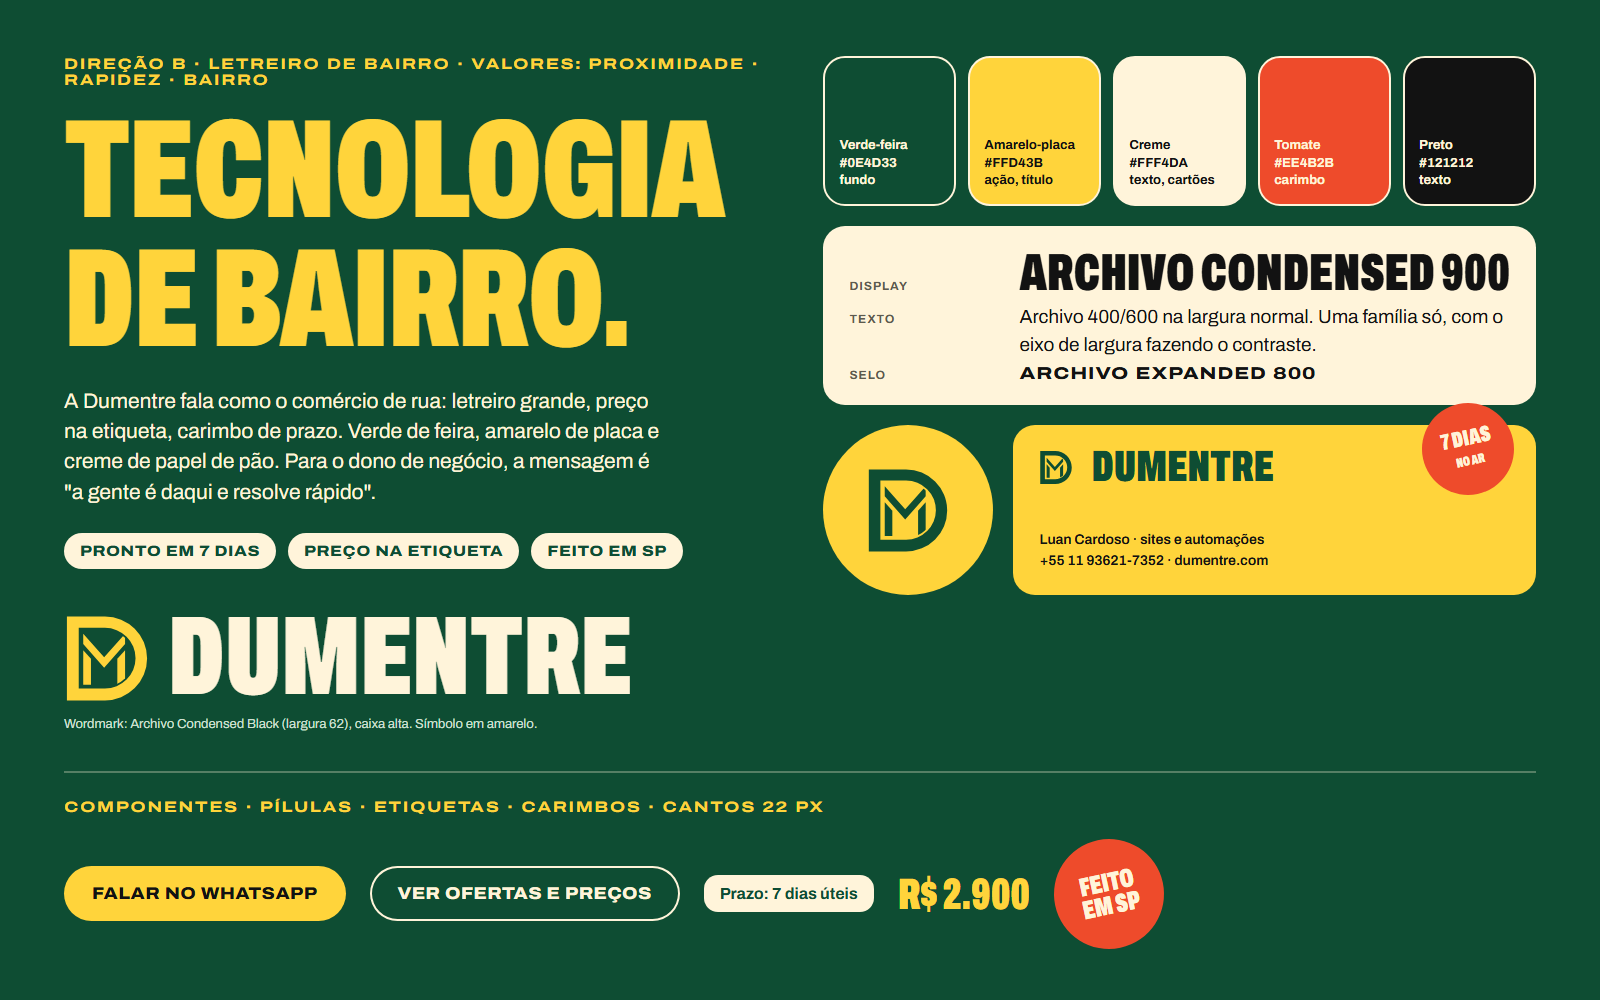 DIREÇÃO B · LETREIRO DE BAIRRO · VALORES: PROXIMIDADE ·
RAPIDEZ · BAIRRO
TECNOLOGIA
DE BAIRRO.
A Dumentre fala como o comércio de rua: letreiro grande, preço
na etiqueta, carimbo de prazo. Verde de feira, amarelo de placa e
creme de papel de pão. Para o dono de negócio, a mensagem é
"a gente é daqui e resolve rápido".
PRONTO EM 7 DIAS
PREÇO NA ETIQUETA
FEITO EM SP
DUMENTRE
Wordmark: Archivo Condensed Black (largura 62), caixa alta. Símbolo em amarelo.
Verde-feira
#0E4D33
fundo
Amarelo-placa
#FFD43B
ação, título
Creme
#FFF4DA
texto, cartões
Tomate
#EE4B2B
carimbo
Preto
#121212
texto
DISPLAY
ARCHIVO CONDENSED 900
TEXTO
Archivo 400/600 na largura normal. Uma família só, com o
eixo de largura fazendo o contraste.
SELO
ARCHIVO EXPANDED 800
DUMENTRE
7 DIAS
NO AR
Luan Cardoso · sites e automações
+55 11 93621-7352 · dumentre.com
COMPONENTES · PÍLULAS · ETIQUETAS · CARIMBOS · CANTOS 22 PX
FALAR NO WHATSAPP
VER OFERTAS E PREÇOS
Prazo: 7 dias úteis
R$ 2.900
FEITO
EM SP